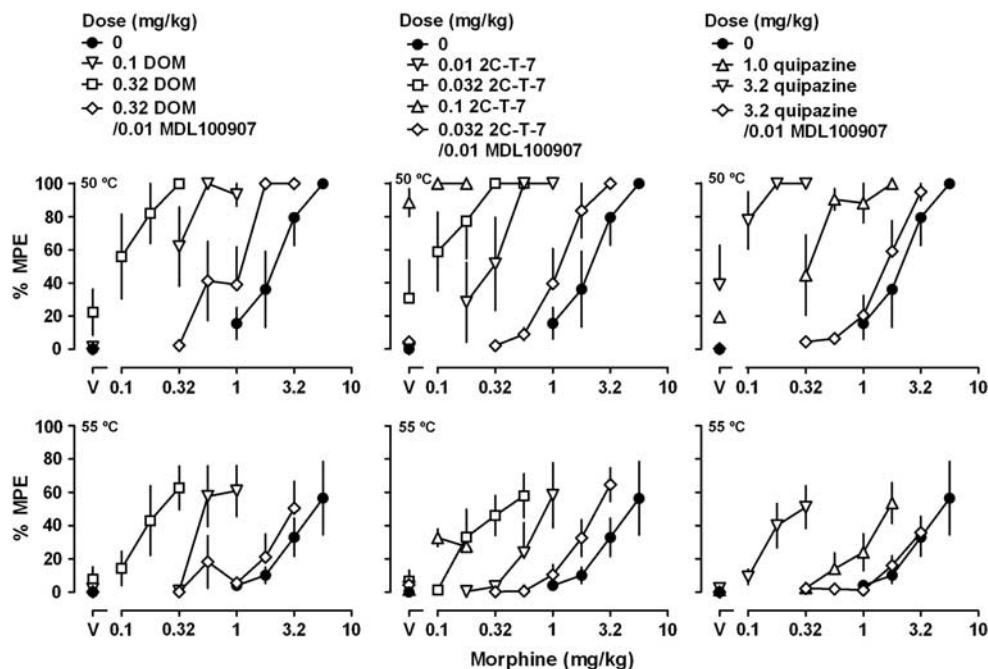 Dose (mg/kg)
0
0.1 DOM
0.32 DOM
0.32 DOM
/0.01 MDL100907
Dose (mg/kg)
0
0.01 2C-T-7
0.032 2C-T-7
0.1 2C-T-7
0.032 2C-T-7
/0.01 MDL100907
Dose (mg/kg)
0
1.0 quipazine
3.2 quipazine
3.2 quipazine
/0.01 MDL100907
% MPE
100
80
60
40
20
0
50 ºC
V 0.1 0.32 1 3.2 10
50 ºC
V 0.1 0.32 1 3.2 10
50 ºC
V 0.1 0.32 1 3.2 10
% MPE
100
80
60
40
20
0
55 ºC
V 0.1 0.32 1 3.2 10
55 ºC
V 0.1 0.32 1 3.2 10
55 ºC
V 0.1 0.32 1 3.2 10
Morphine (mg/kg)